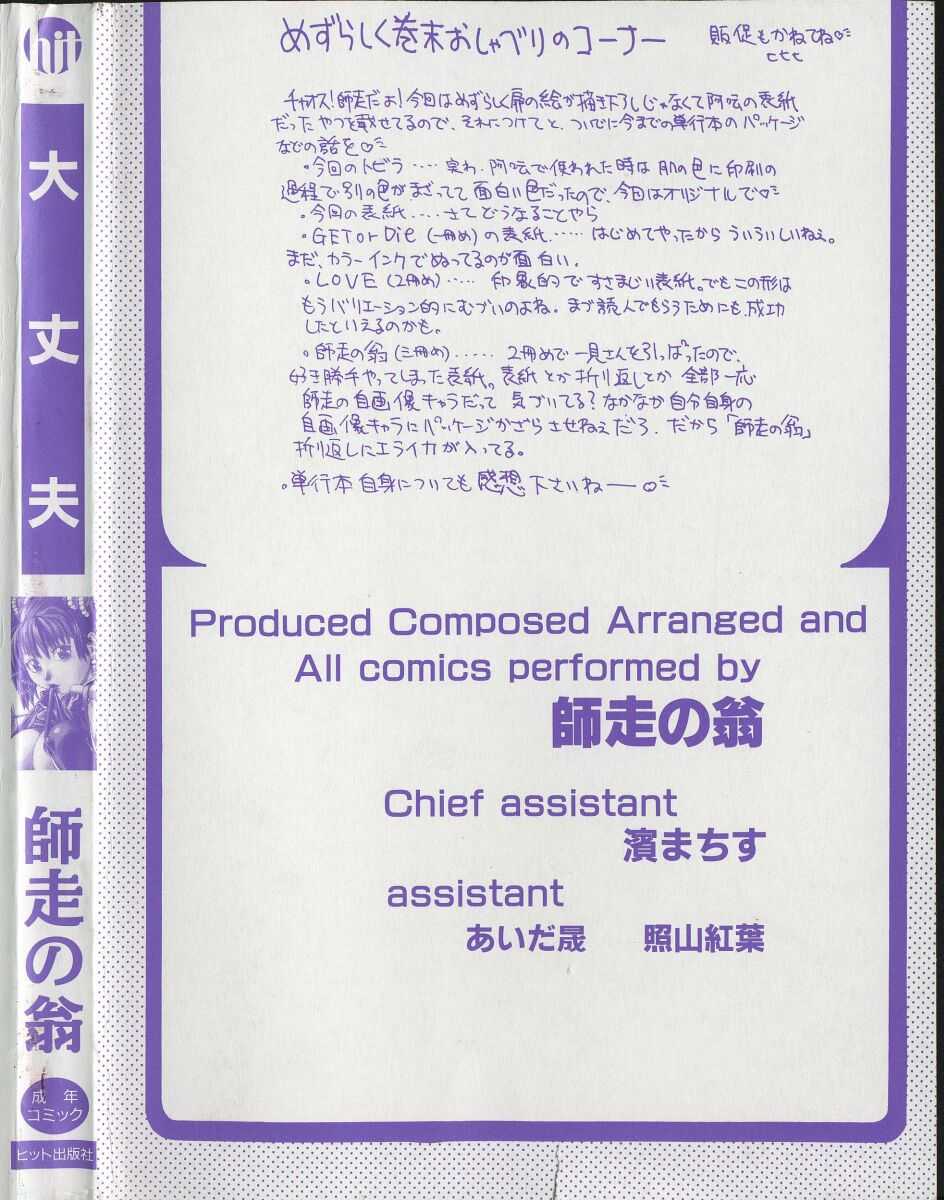 hit
大丈夫
師走の翁
成年
コミック
ヒット出版社
めずらしく巻末おしゃべりのコーナー
販促もかねてね♡
チャオス!師走だぉ!今回はめずらしく扉の絵が描き下ろしじゃなくて阿吽の表紙
だったやつを載せてるので、それにつけてと、ついでに今までの単行本のパッケージ
などの話を♡
・今回のトビラ‥‥実わ、阿吽で使われた時は肌の色に印刷の
過程で別の色がまざってて面白い色だったので、今回はオリジナルで♡
・今回の表紙‥‥さてどうなることやら
・GET or Die (一冊め)の表紙‥‥‥はじめてやったからういういしいねぇ。
まだ、カラーインクでぬってるのが面白い。
・LOVE (2冊め)‥‥‥印象的ですさまじい表紙。でもこの形は
もうバリエーション的にむづいのよね。まづ読んでもらうためにも、成功
したといえるのかも。
・師走の翁(三冊め)‥‥‥2冊めで一見さんを引っぱったので、
好き勝手やってしまった表紙。表紙とか折り返しとか全部一応
師走の自画像キャラだって気づいてる?なかなか自分自身の
自画像キャラにパッケージかざらさせねぇだろ、だから「師走の翁」
折り返しにエライカが入ってる。
・単行本自身についても感想下さいねー♡
Produced Composed Arranged and
All comics performed by
師走の翁
Chief assistant
濱まちす
assistant
あいだ晟 照山紅葉